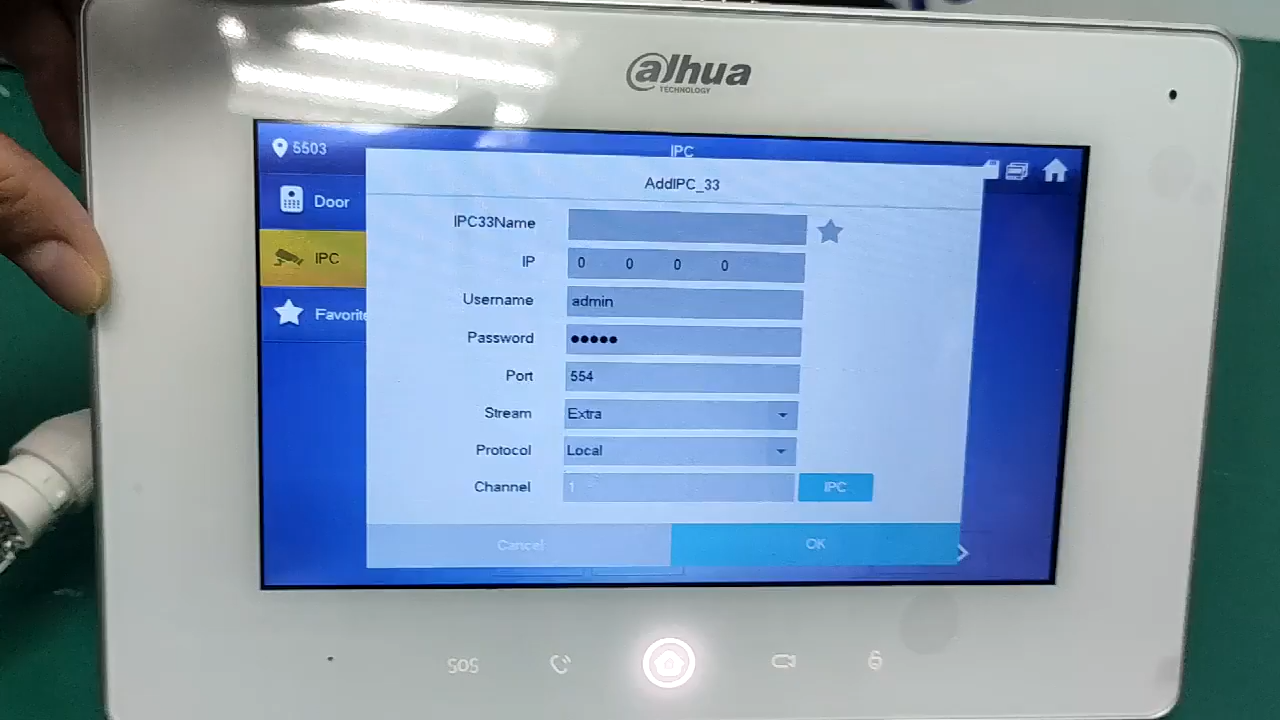 alhua
TECHNOLOGY
5503
IPC
Door
IPC
Favorite
AddIPC_33
IPC33Name
IP 0 0 0 0
Username admin
Password •••••
Port 554
Stream Extra
Protocol Local
Channel 1 IPC
Cancel OK
SOS